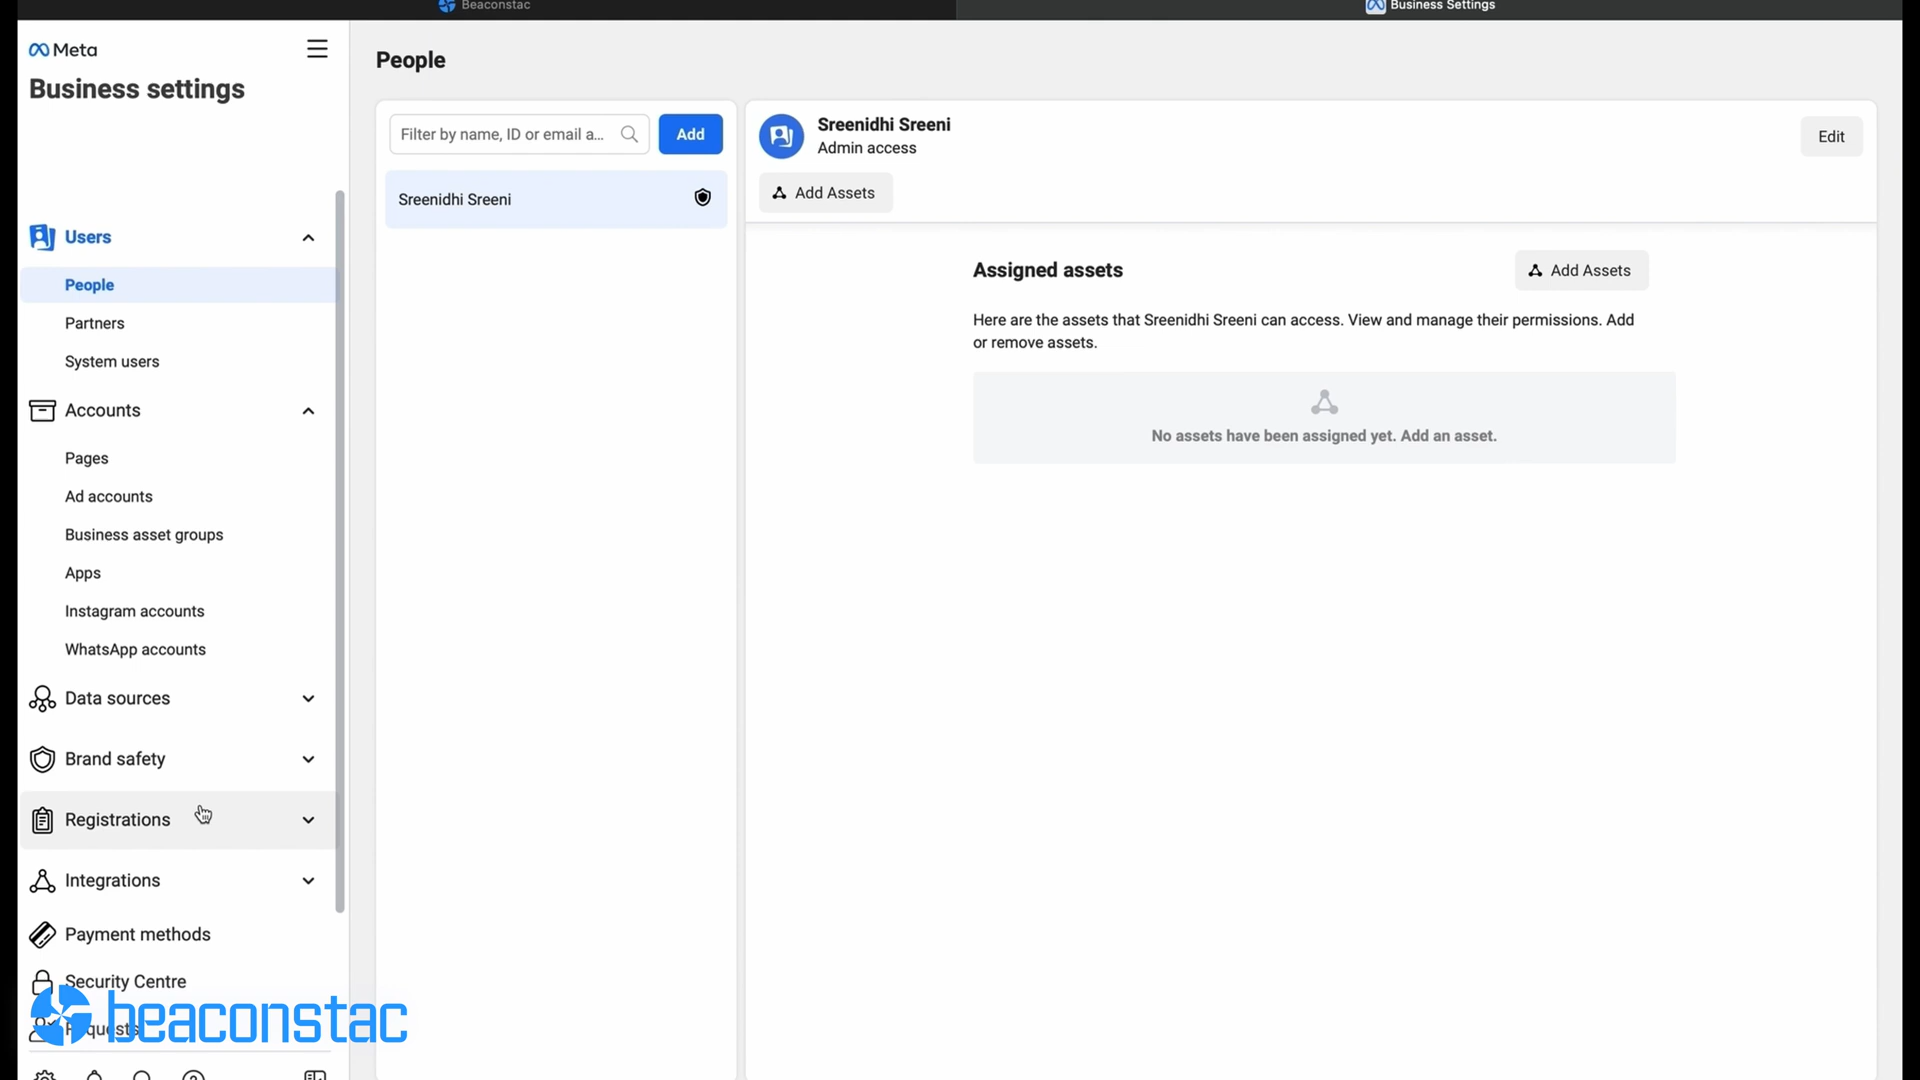 Beaconstac
Business Settings
Meta
Business settings
People
Filter by name, ID or email a...
Add
Sreenidhi Sreeni
Sreenidhi Sreeni
Admin access
Edit
Add Assets
Users
People
Partners
System users
Accounts
Pages
Ad accounts
Business asset groups
Apps
Instagram accounts
WhatsApp accounts
Data sources
Brand safety
Registrations
Integrations
Payment methods
Security Centre
Requests
beaconstac
Assigned assets
Add Assets
Here are the assets that Sreenidhi Sreeni can access. View and manage their permissions. Add
or remove assets.
No assets have been assigned yet. Add an asset.